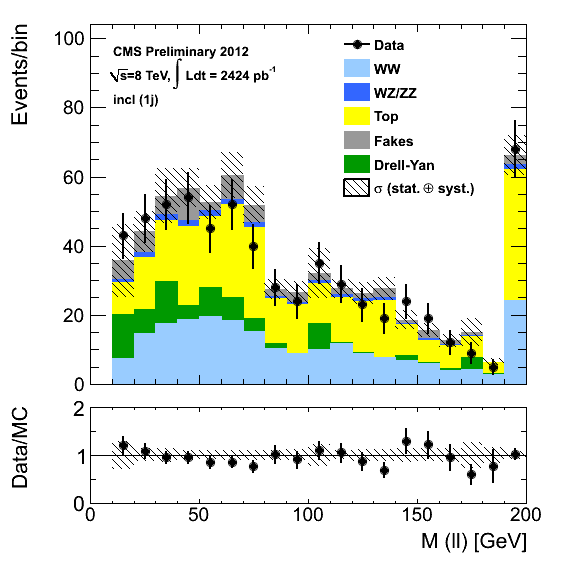 Events/bin
100
80
60
40
20
0
CMS Preliminary 2012
√s=8 TeV, ∫ Ldt = 2424 pb⁻¹
incl (1j)
Data
WW
WZ/ZZ
Top
Fakes
Drell-Yan
σ (stat. ⊕ syst.)
Data/MC
2
1
0
0 50 100 150 200
M (ll) [GeV]